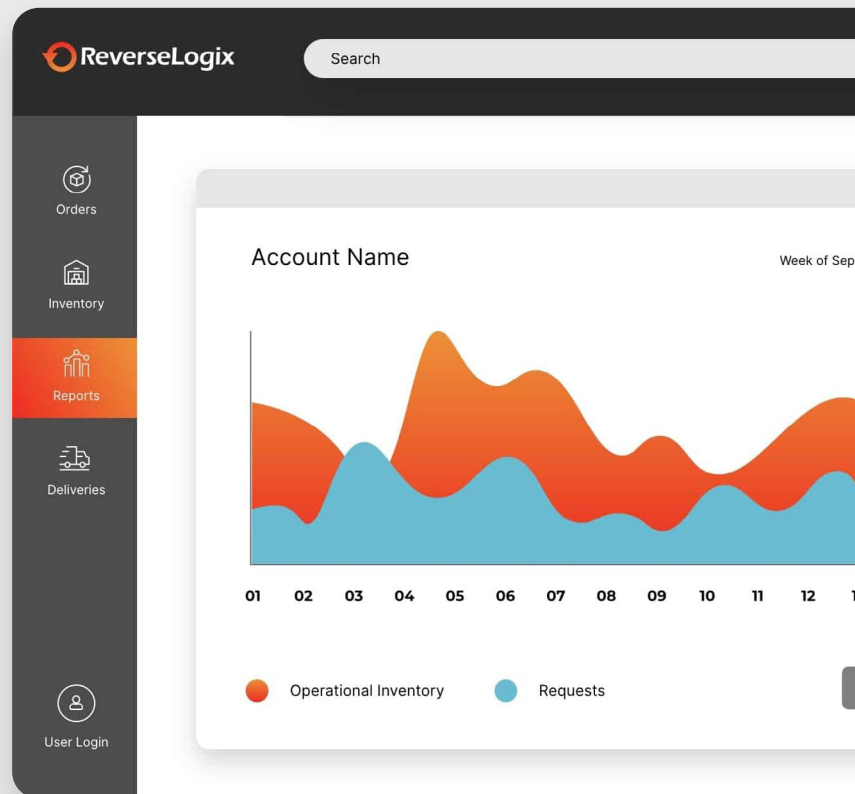 ReverseLogix
Search
Orders
Inventory
Reports
Deliveries
User Login
Account Name
Week of Sep
01 02 03 04 05 06 07 08 09 10 11 12
Operational Inventory
Requests